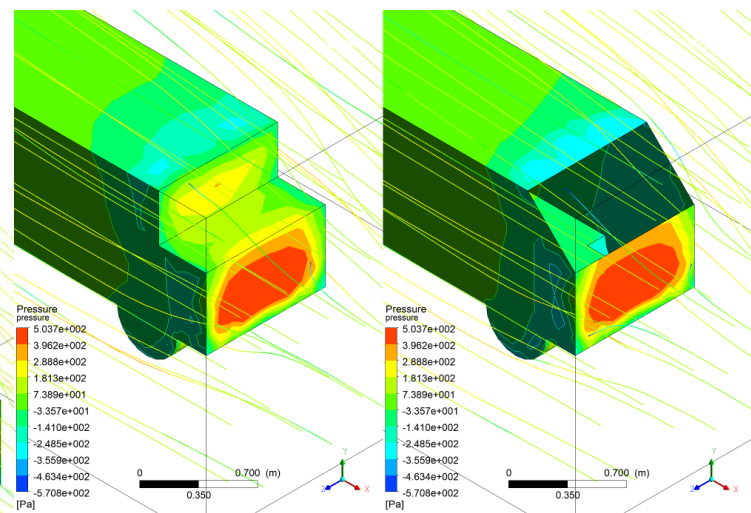 Pressure
pressure
5.037e+002
3.962e+002
2.888e+002
1.813e+002
7.389e+001
-3.357e+001
-1.410e+002
-2.485e+002
-3.559e+002
-4.634e+002
-5.708e+002
[Pa]
0
0.700
(m)
0.350
Y
Z
X
Pressure
pressure
5.037e+002
3.962e+002
2.888e+002
1.813e+002
7.389e+001
-3.357e+001
-1.410e+002
-2.485e+002
-3.559e+002
-4.634e+002
-5.708e+002
[Pa]
0
0.700
(m)
0.350
Y
Z
X